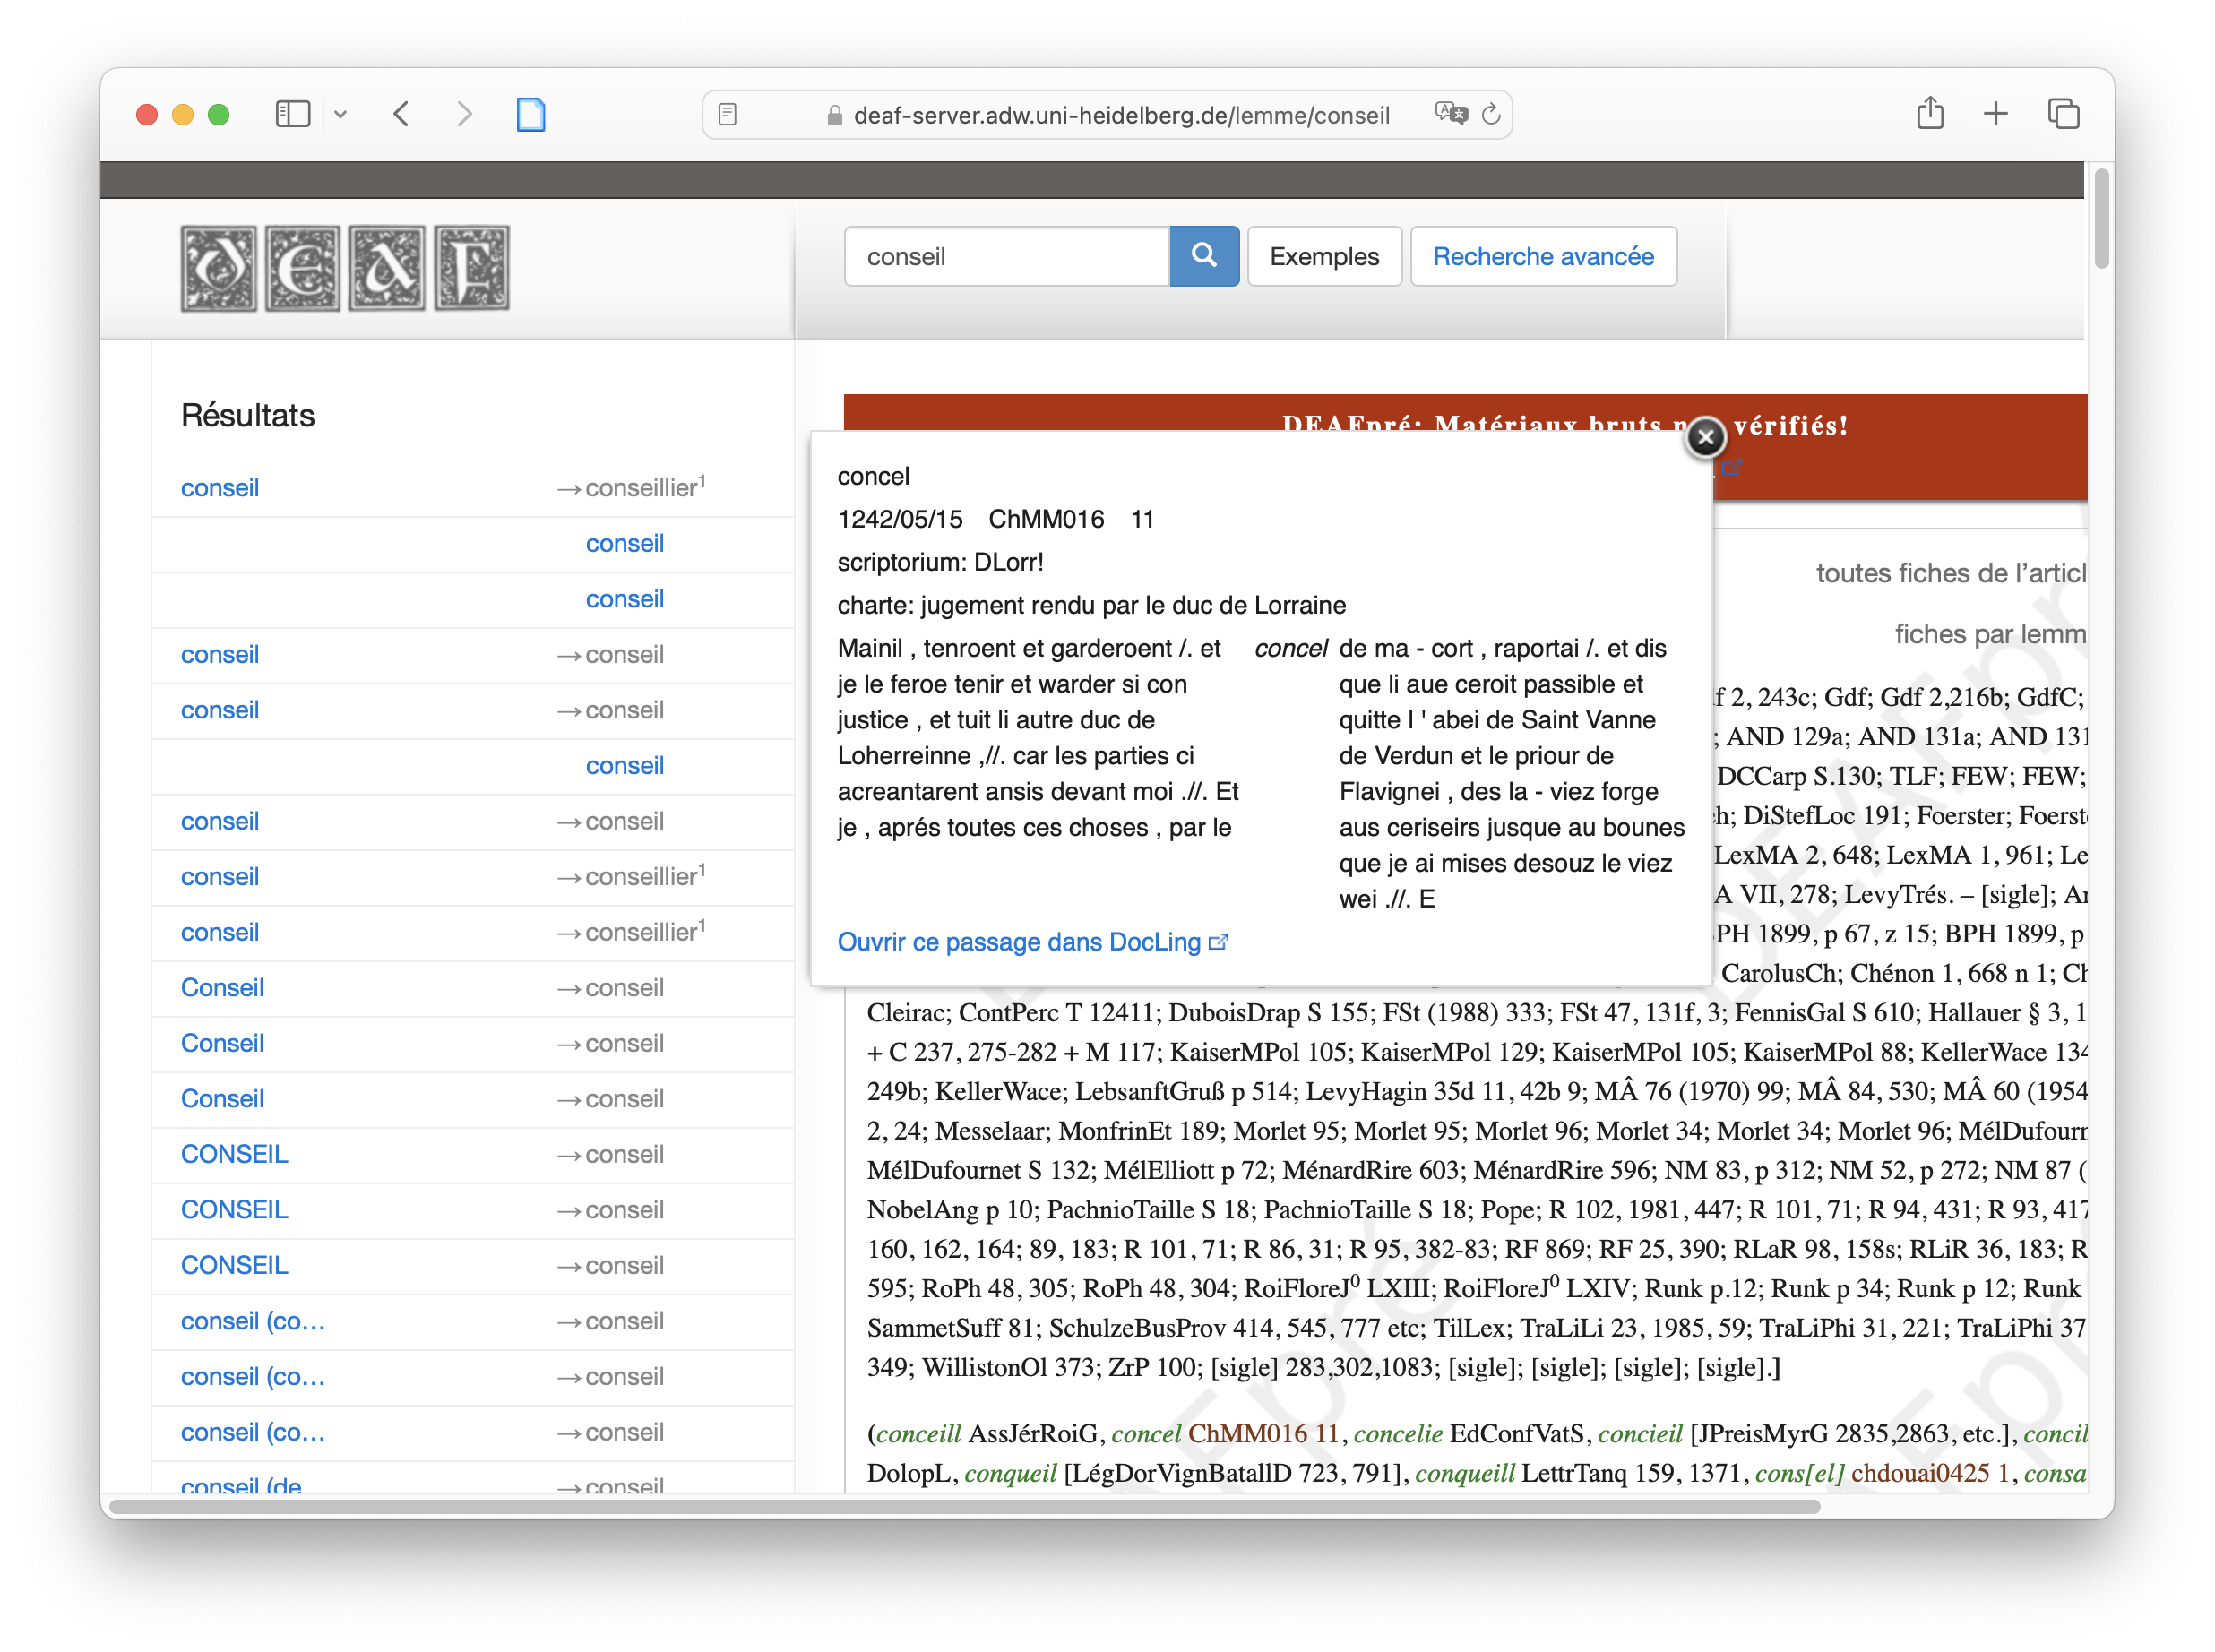 deaf-server.adw.uni-heidelberg.de/lemme/conseil
DEAF
conseil
Exemples
Recherche avancée
Résultats
conseil →conseillier1
conseil
conseil
conseil →conseil
conseil →conseil
conseil
conseil →conseil
conseil →conseillier1
conseil →conseillier1
Conseil →conseil
Conseil →conseil
Conseil →conseil
CONSEIL →conseil
CONSEIL →conseil
CONSEIL →conseil
conseil (co... →conseil
conseil (co... →conseil
conseil (co... →conseil
conseil (de →conseil
DEAFpré: Matériaux bruts n vérifiés!
concel
1242/05/15 ChMM016 11
scriptorium: DLorr!
charte: jugement rendu par le duc de Lorraine
Mainil , tenroent et garderoent /. et
je le feroe tenir et warder si con
justice , et tuit li autre duc de
Loherreinne ,//. car les parties ci
acreantarent ansis devant moi .//. Et
je , aprés toutes ces choses , par le
concel
de ma - cort , raportai /. et dis
que li aue ceroit passible et
quitte l ' abei de Saint Vanne
de Verdun et le priour de
Flavignei , des la - viez forge
aus ceriseirs jusque au bounes
que je ai mises desouz le viez
wei .//. E
Ouvrir ce passage dans DocLing
toutes fiches de l’articl
fiches par lemm
f 2, 243c; Gdf; Gdf 2,216b; GdfC;
; AND 129a; AND 131a; AND 131
DCCarp S.130; TLF; FEW; FEW;
h; DiStefLoc 191; Foerster; Foerst
LexMA 2, 648; LexMA 1, 961; Le
A VII, 278; LevyTrés. – [sigle]; Ar
PH 1899, p 67, z 15; BPH 1899, p
CarolusCh; Chénon 1, 668 n 1; Ch
Cleirac; ContPerc T 12411; DuboisDrap S 155; FSt (1988) 333; FSt 47, 131f, 3; FennisGal S 610; Hallauer § 3, 1
+ C 237, 275-282 + M 117; KaiserMPol 105; KaiserMPol 129; KaiserMPol 105; KaiserMPol 88; KellerWace 134
249b; KellerWace; LebsanftGruß p 514; LevyHagin 35d 11, 42b 9; MÂ 76 (1970) 99; MÂ 84, 530; MÂ 60 (1954
2, 24; Messelaar; MonfrinEt 189; Morlet 95; Morlet 95; Morlet 96; Morlet 34; Morlet 34; Morlet 96; MélDufourn
MélDufournet S 132; MélElliott p 72; MénardRire 603; MénardRire 596; NM 83, p 312; NM 52, p 272; NM 87 (
NobelAng p 10; PachnioTaille S 18; PachnioTaille S 18; Pope; R 102, 1981, 447; R 101, 71; R 94, 431; R 93, 417
160, 162, 164; 89, 183; R 101, 71; R 86, 31; R 95, 382-83; RF 869; RF 25, 390; RLaR 98, 158s; RLiR 36, 183; R
595; RoPh 48, 305; RoPh 48, 304; RoiFloreJ0 LXIII; RoiFloreJ0 LXIV; Runk p.12; Runk p 34; Runk p 12; Runk
SammetSuff 81; SchulzeBusProv 414, 545, 777 etc; TilLex; TraLiLi 23, 1985, 59; TraLiPhi 31, 221; TraLiPhi 37
349; WillistonOl 373; ZrP 100; [sigle] 283,302,1083; [sigle]; [sigle]; [sigle]; [sigle].]
(conceill AssJérRoiG, concel ChMM016 11, concelie EdConfVatS, concieil [JPreisMyrG 2835,2863, etc.], concil
DolopL, conqueil [LégDorVignBatallD 723, 791], conqueill LettrTanq 159, 1371, cons[el] chdouai0425 1, consa